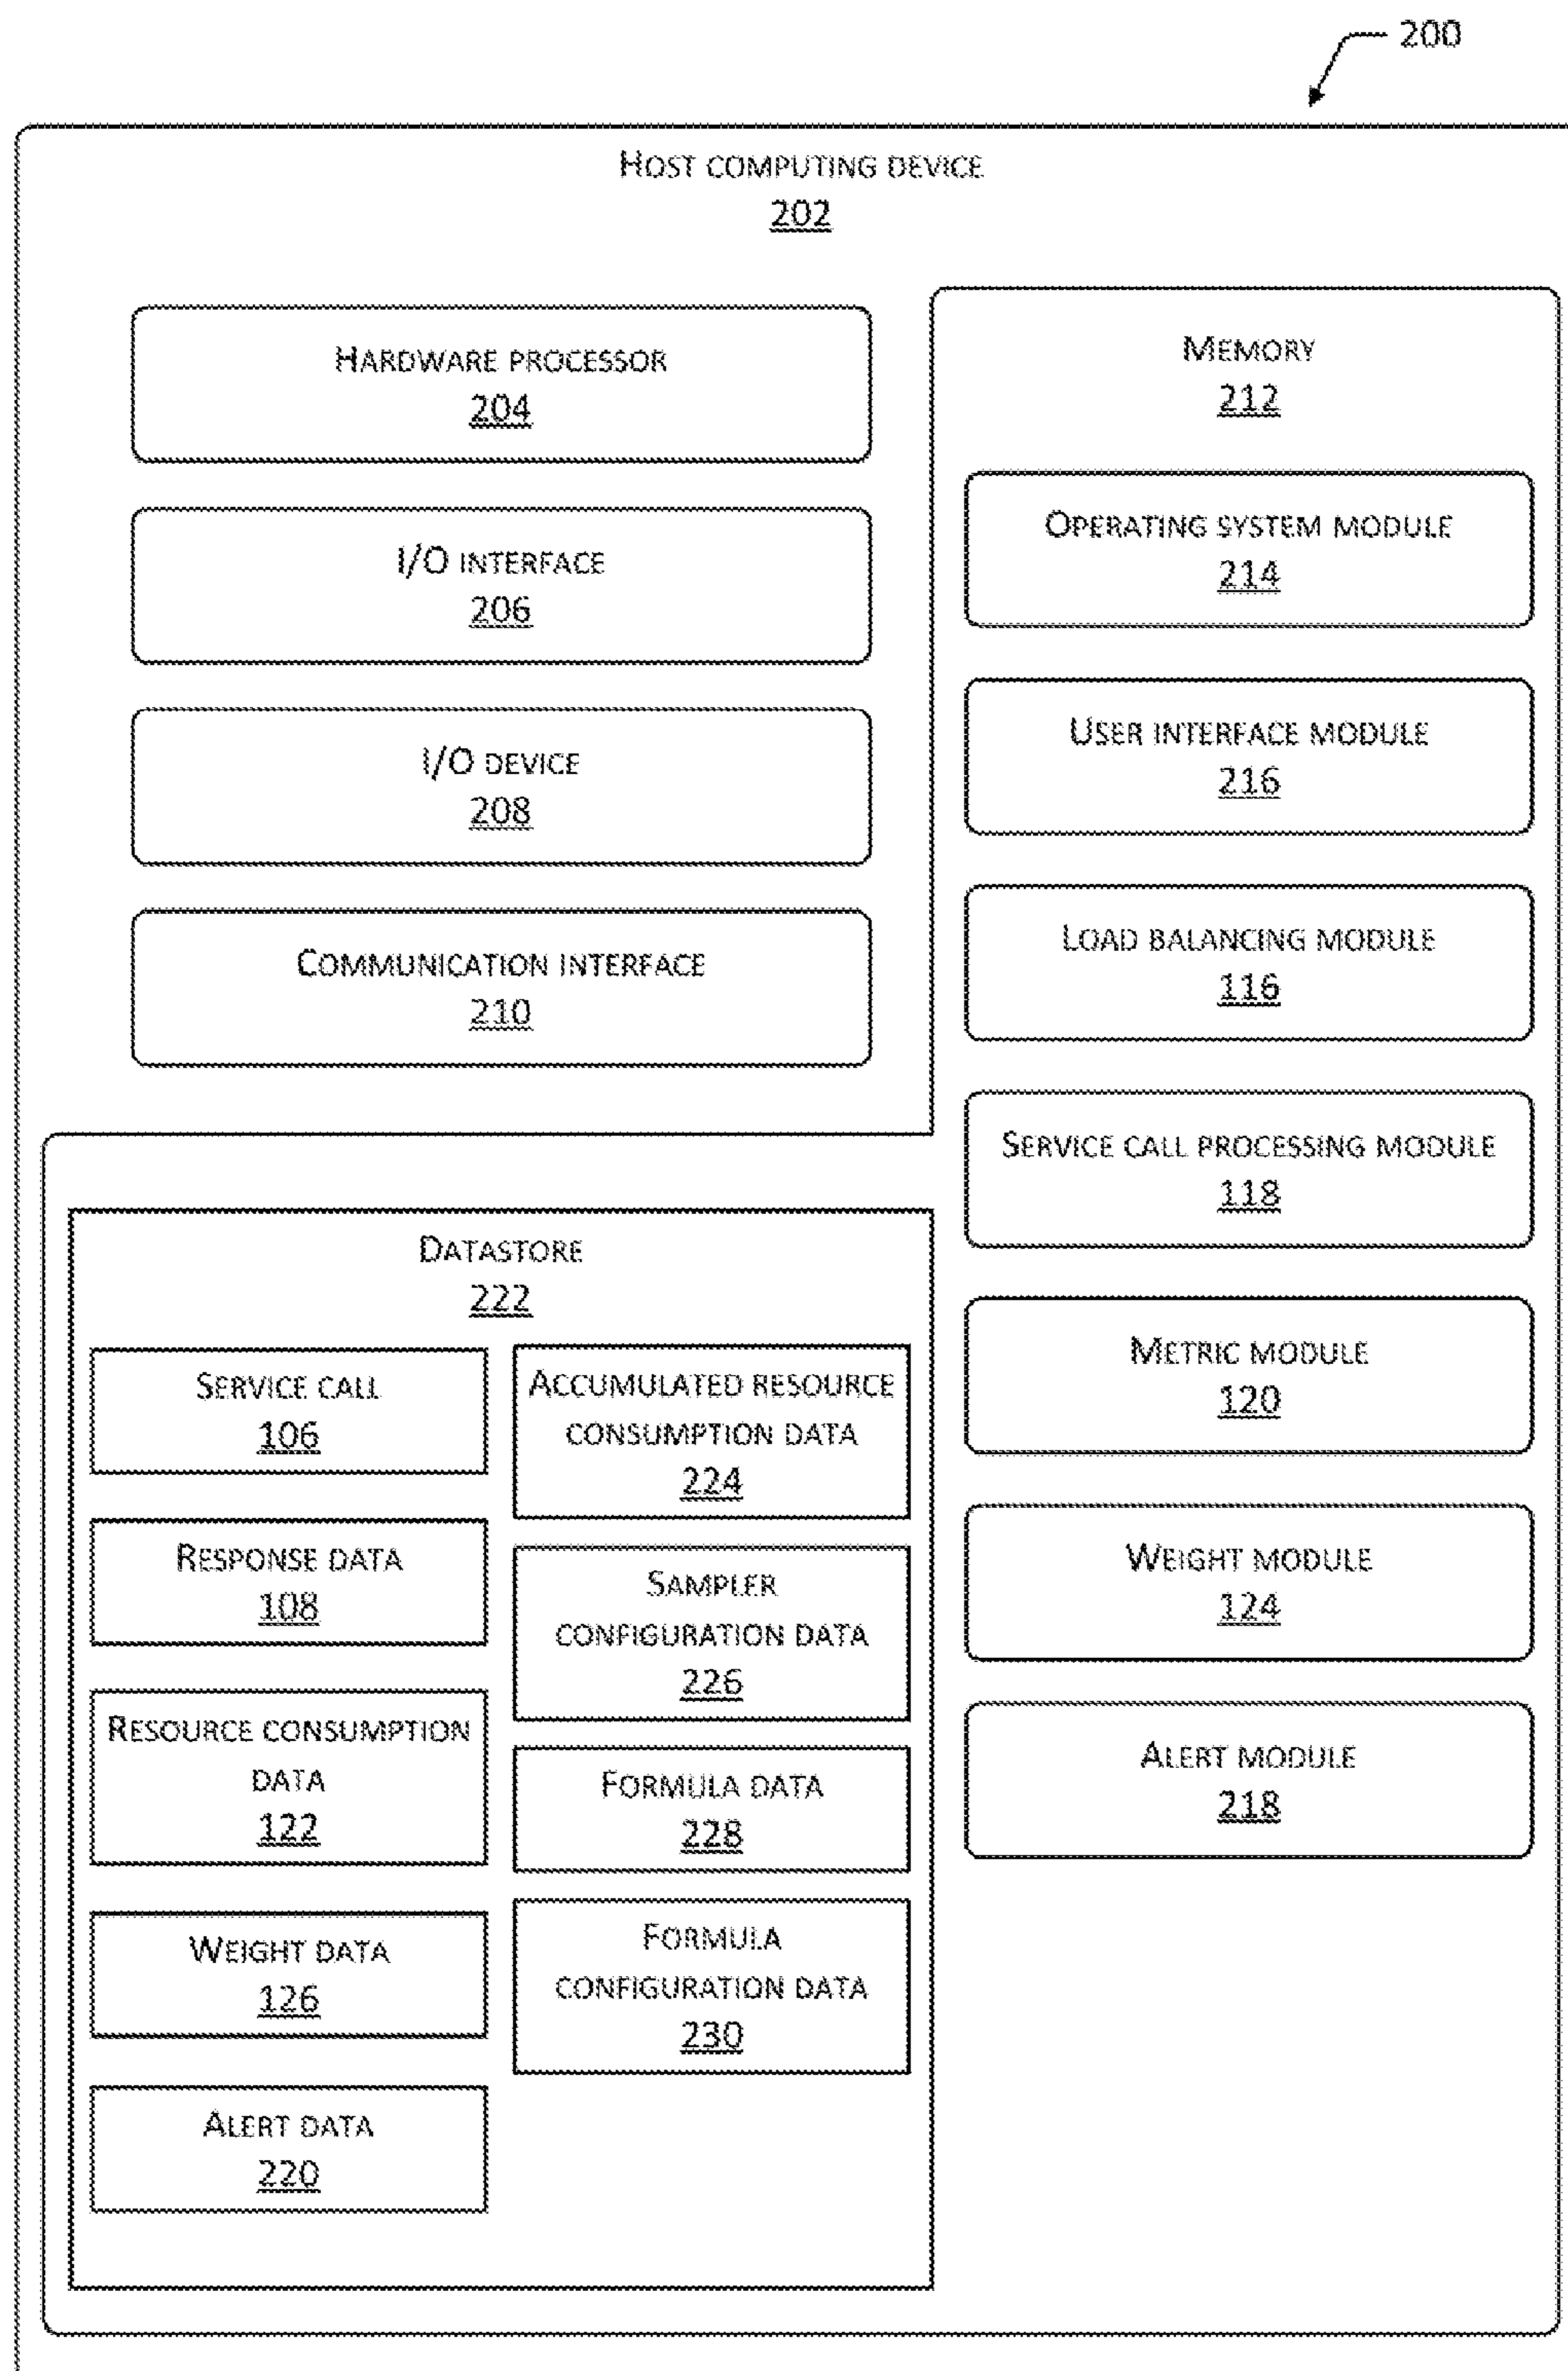 200
HOST COMPUTING DEVICE
202
HARDWARE PROCESSOR
204
I/O INTERFACE
206
I/O DEVICE
208
COMMUNICATION INTERFACE
210
MEMORY
212
OPERATING SYSTEM MODULE
214
USER INTERFACE MODULE
216
LOAD BALANCING MODULE
116
SERVICE CALL PROCESSING MODULE
118
METRIC MODULE
120
WEIGHT MODULE
124
ALERT MODULE
218
DATASTORE
222
SERVICE CALL
106
RESPONSE DATA
108
RESOURCE CONSUMPTION
DATA
122
WEIGHT DATA
126
ALERT DATA
220
ACCUMULATED RESOURCE
CONSUMPTION DATA
224
SAMPLER
CONFIGURATION DATA
226
FORMULA DATA
228
FORMULA
CONFIGURATION DATA
230